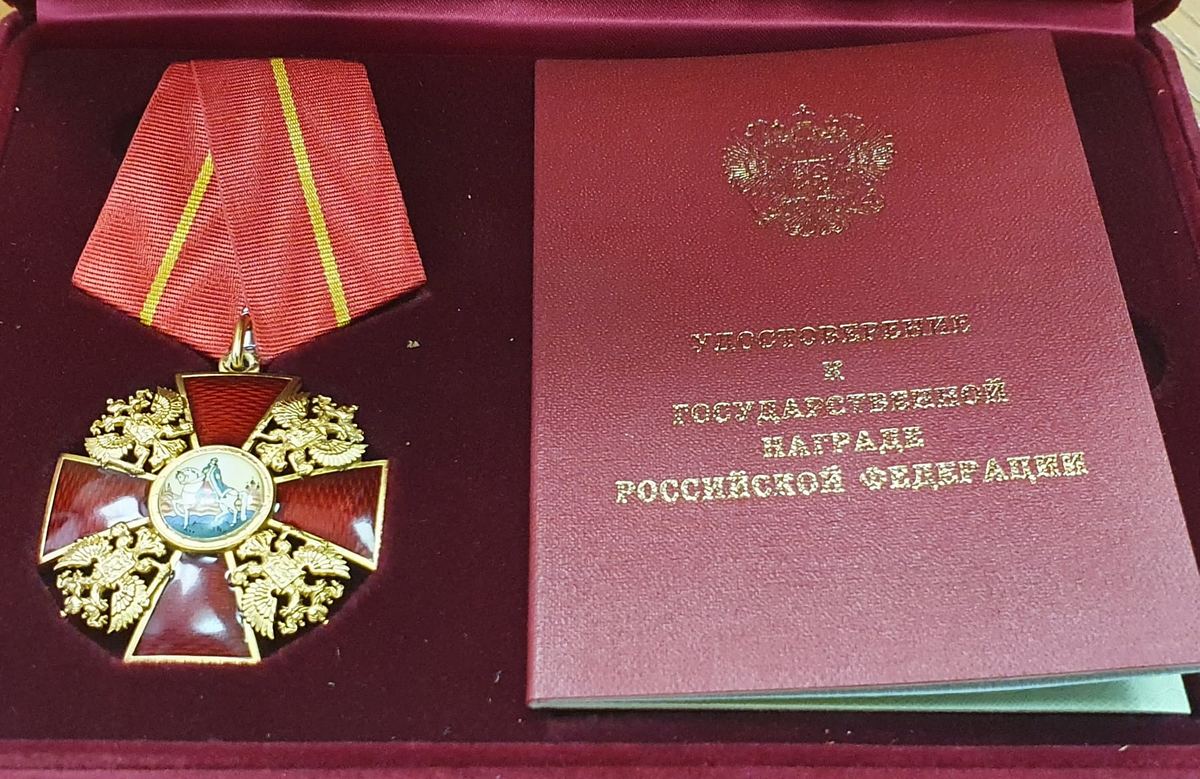 УДОСТОВЕРЕНИЕ
К
ГОСУДАРСТВЕННОЙ
НАГРАДЕ
РОССИЙСКОЙ ФЕДЕРАЦИИ